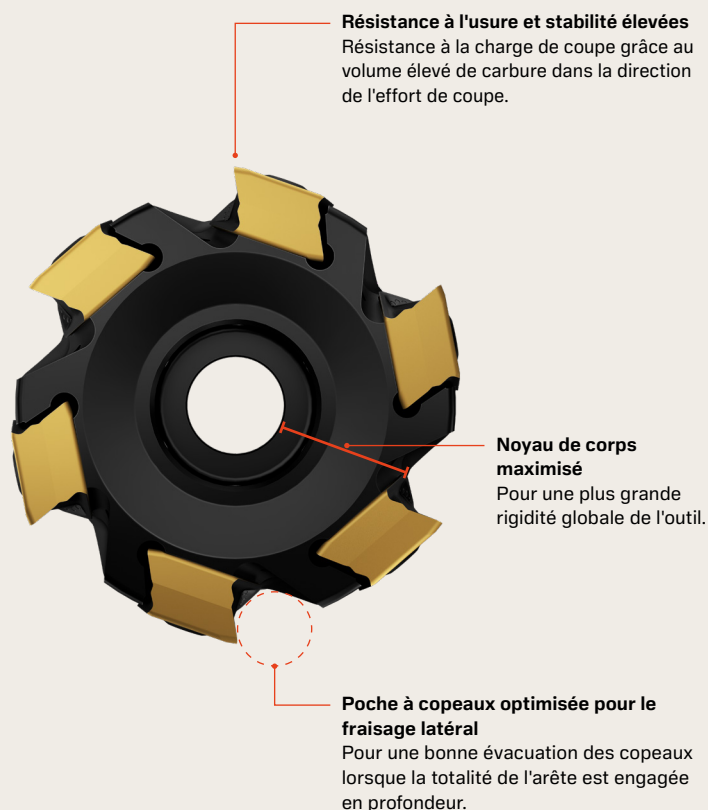 Résistance à l'usure et stabilité élevées
Résistance à la charge de coupe grâce au
volume élevé de carbure dans la direction
de l'effort de coupe.
Noyau de corps
maximisé
Pour une plus grande
rigidité globale de l'outil.
Poche à copeaux optimisée pour le
fraisage latéral
Pour une bonne évacuation des copeaux
lorsque la totalité de l'arête est engagée
en profondeur.